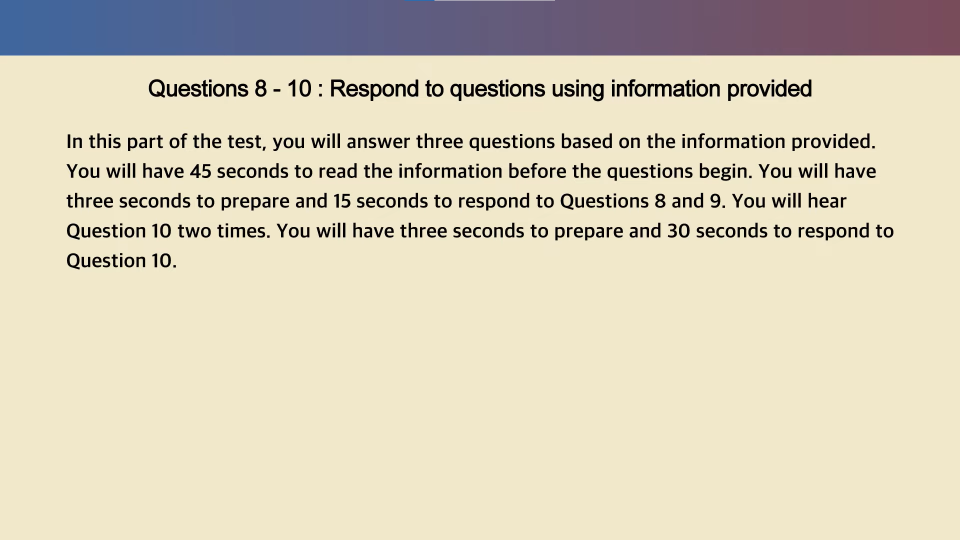 Questions 8 - 10 : Respond to questions using information provided
In this part of the test, you will answer three questions based on the information provided.
You will have 45 seconds to read the information before the questions begin. You will have
three seconds to prepare and 15 seconds to respond to Questions 8 and 9. You will hear
Question 10 two times. You will have three seconds to prepare and 30 seconds to respond to
Question 10.